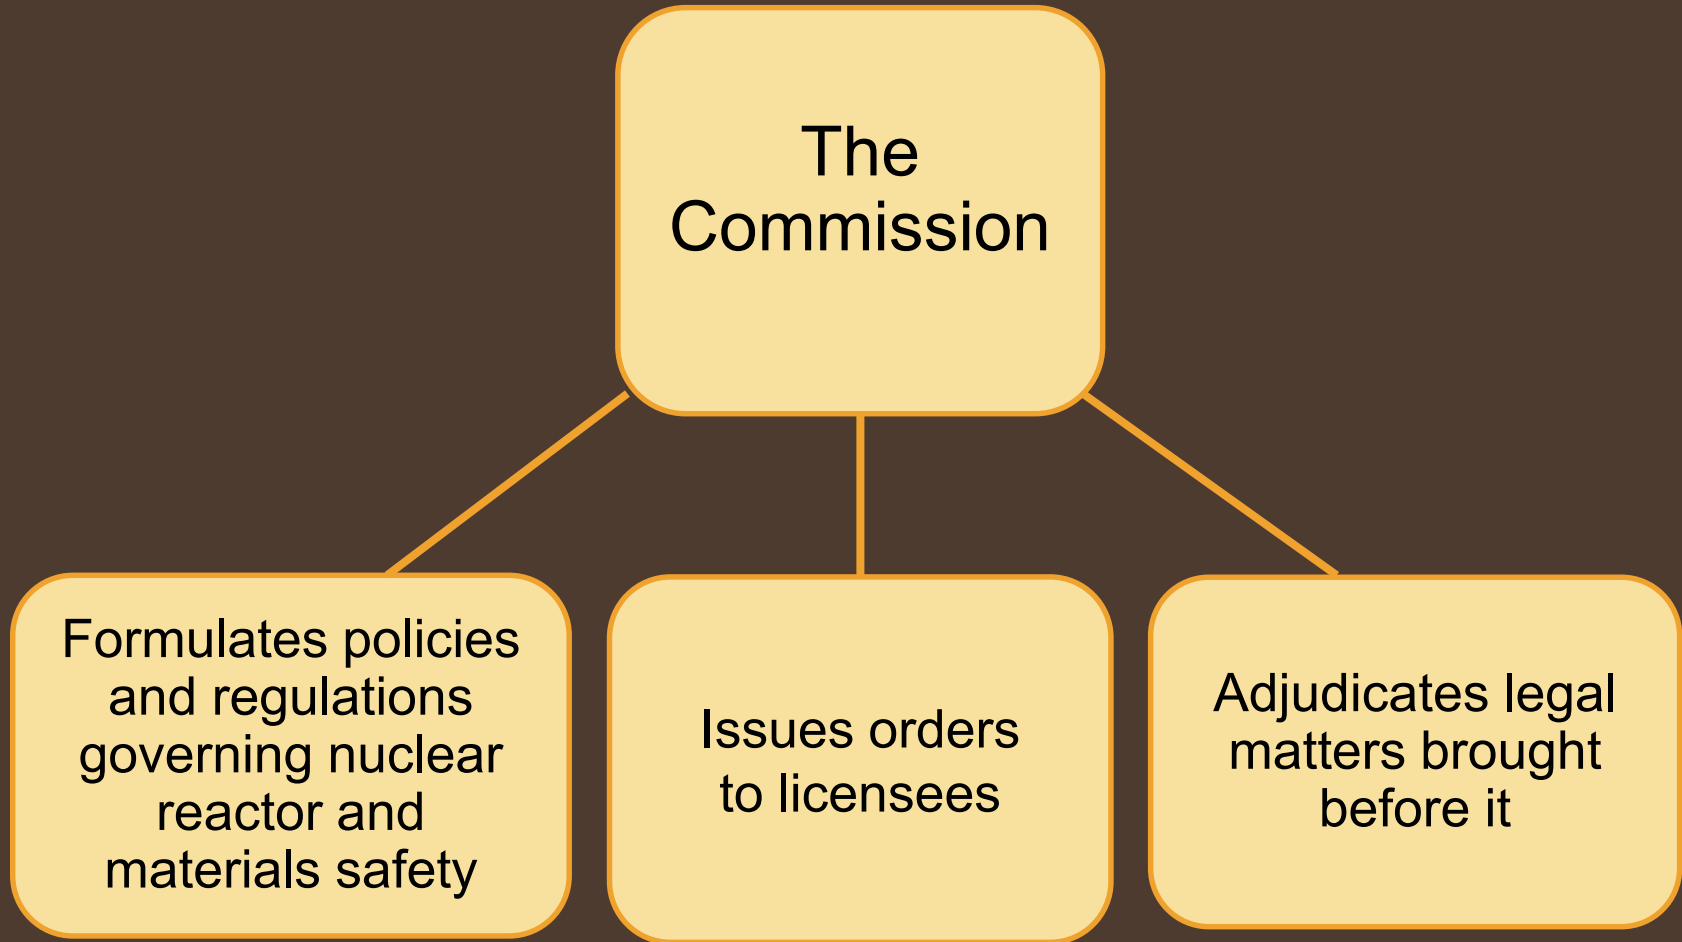 The
Commission
Formulates policies
and regulations
governing nuclear
reactor and
materials safety
Issues orders
to licensees
Adjudicates legal
matters brought
before it